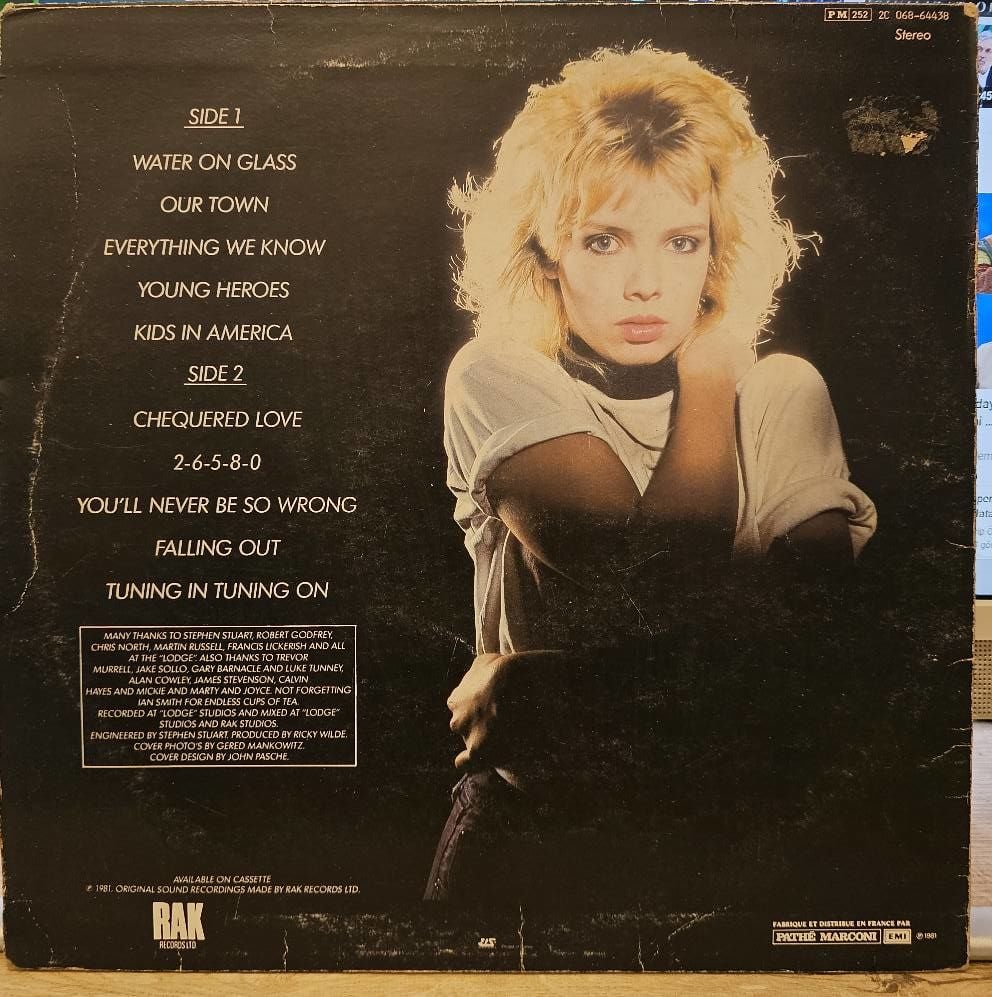 PM 252 2C 068-64438
Stereo
SIDE 1
WATER ON GLASS
OUR TOWN
EVERYTHING WE KNOW
YOUNG HEROES
KIDS IN AMERICA
SIDE 2
CHEQUERED LOVE
2-6-5-8-0
YOU'LL NEVER BE SO WRONG
FALLING OUT
TUNING IN TUNING ON
MANY THANKS TO STEPHEN STUART, ROBERT GODFREY,
CHRIS NORTH, MARTIN RUSSELL, FRANCIS LICKERISH AND ALL
AT THE "LODGE". ALSO THANKS TO TREVOR
MURRELL, JAKE SOLLO, GARY BARNACLE AND LUKE TUNNEY,
ALAN COWLEY, JAMES STEVENSON, CALVIN
HAYES AND MICKIE AND MARTY AND JOYCE. NOT FORGETTING
IAN SMITH FOR ENDLESS CUPS OF TEA.
RECORDED AT "LODGE" STUDIOS AND MIXED AT "LODGE"
STUDIOS AND RAK STUDIOS.
ENGINEERED BY STEPHEN STUART. PRODUCED BY RICKY WILDE.
COVER PHOTO'S BY GERED MANKOWITZ.
COVER DESIGN BY JOHN PASCHE.
AVAILABLE ON CASSETTE
℗ 1981. ORIGINAL SOUND RECORDINGS MADE BY RAK RECORDS LTD.
RAK
RECORDS LTD
FABRIQUE ET DISTRIBUE EN FRANCE PAR
PATHÉ MARCONI EMI ℗ 1981